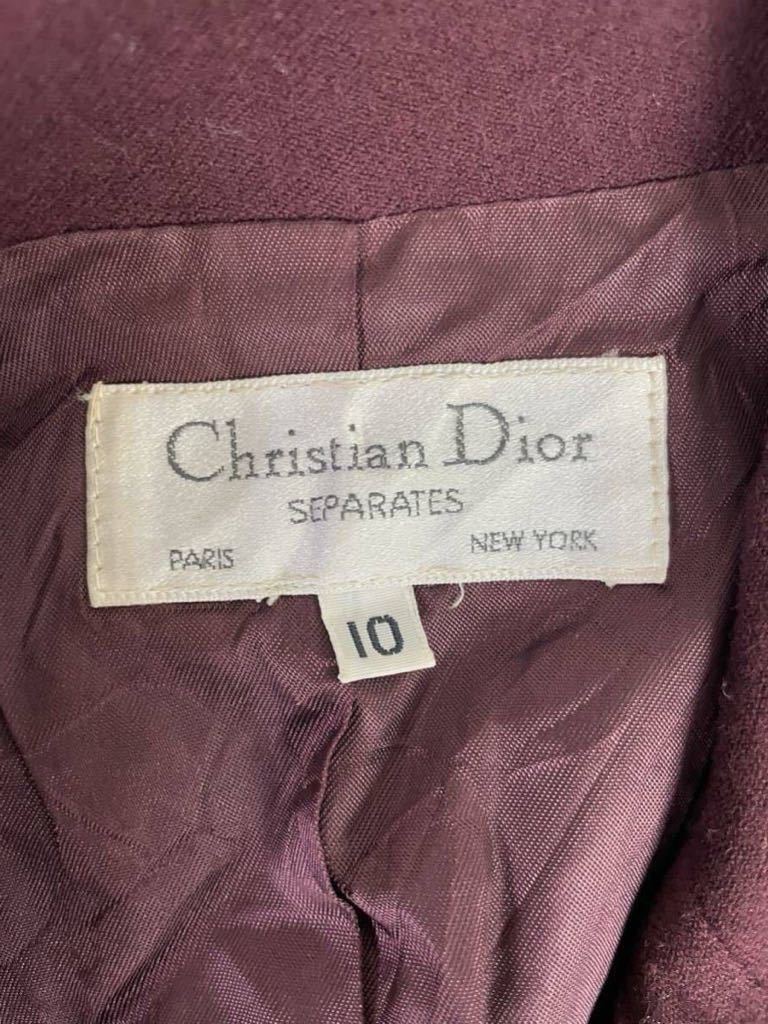 Christian Dior
SEPARATES
PARIS NEW YORK
10